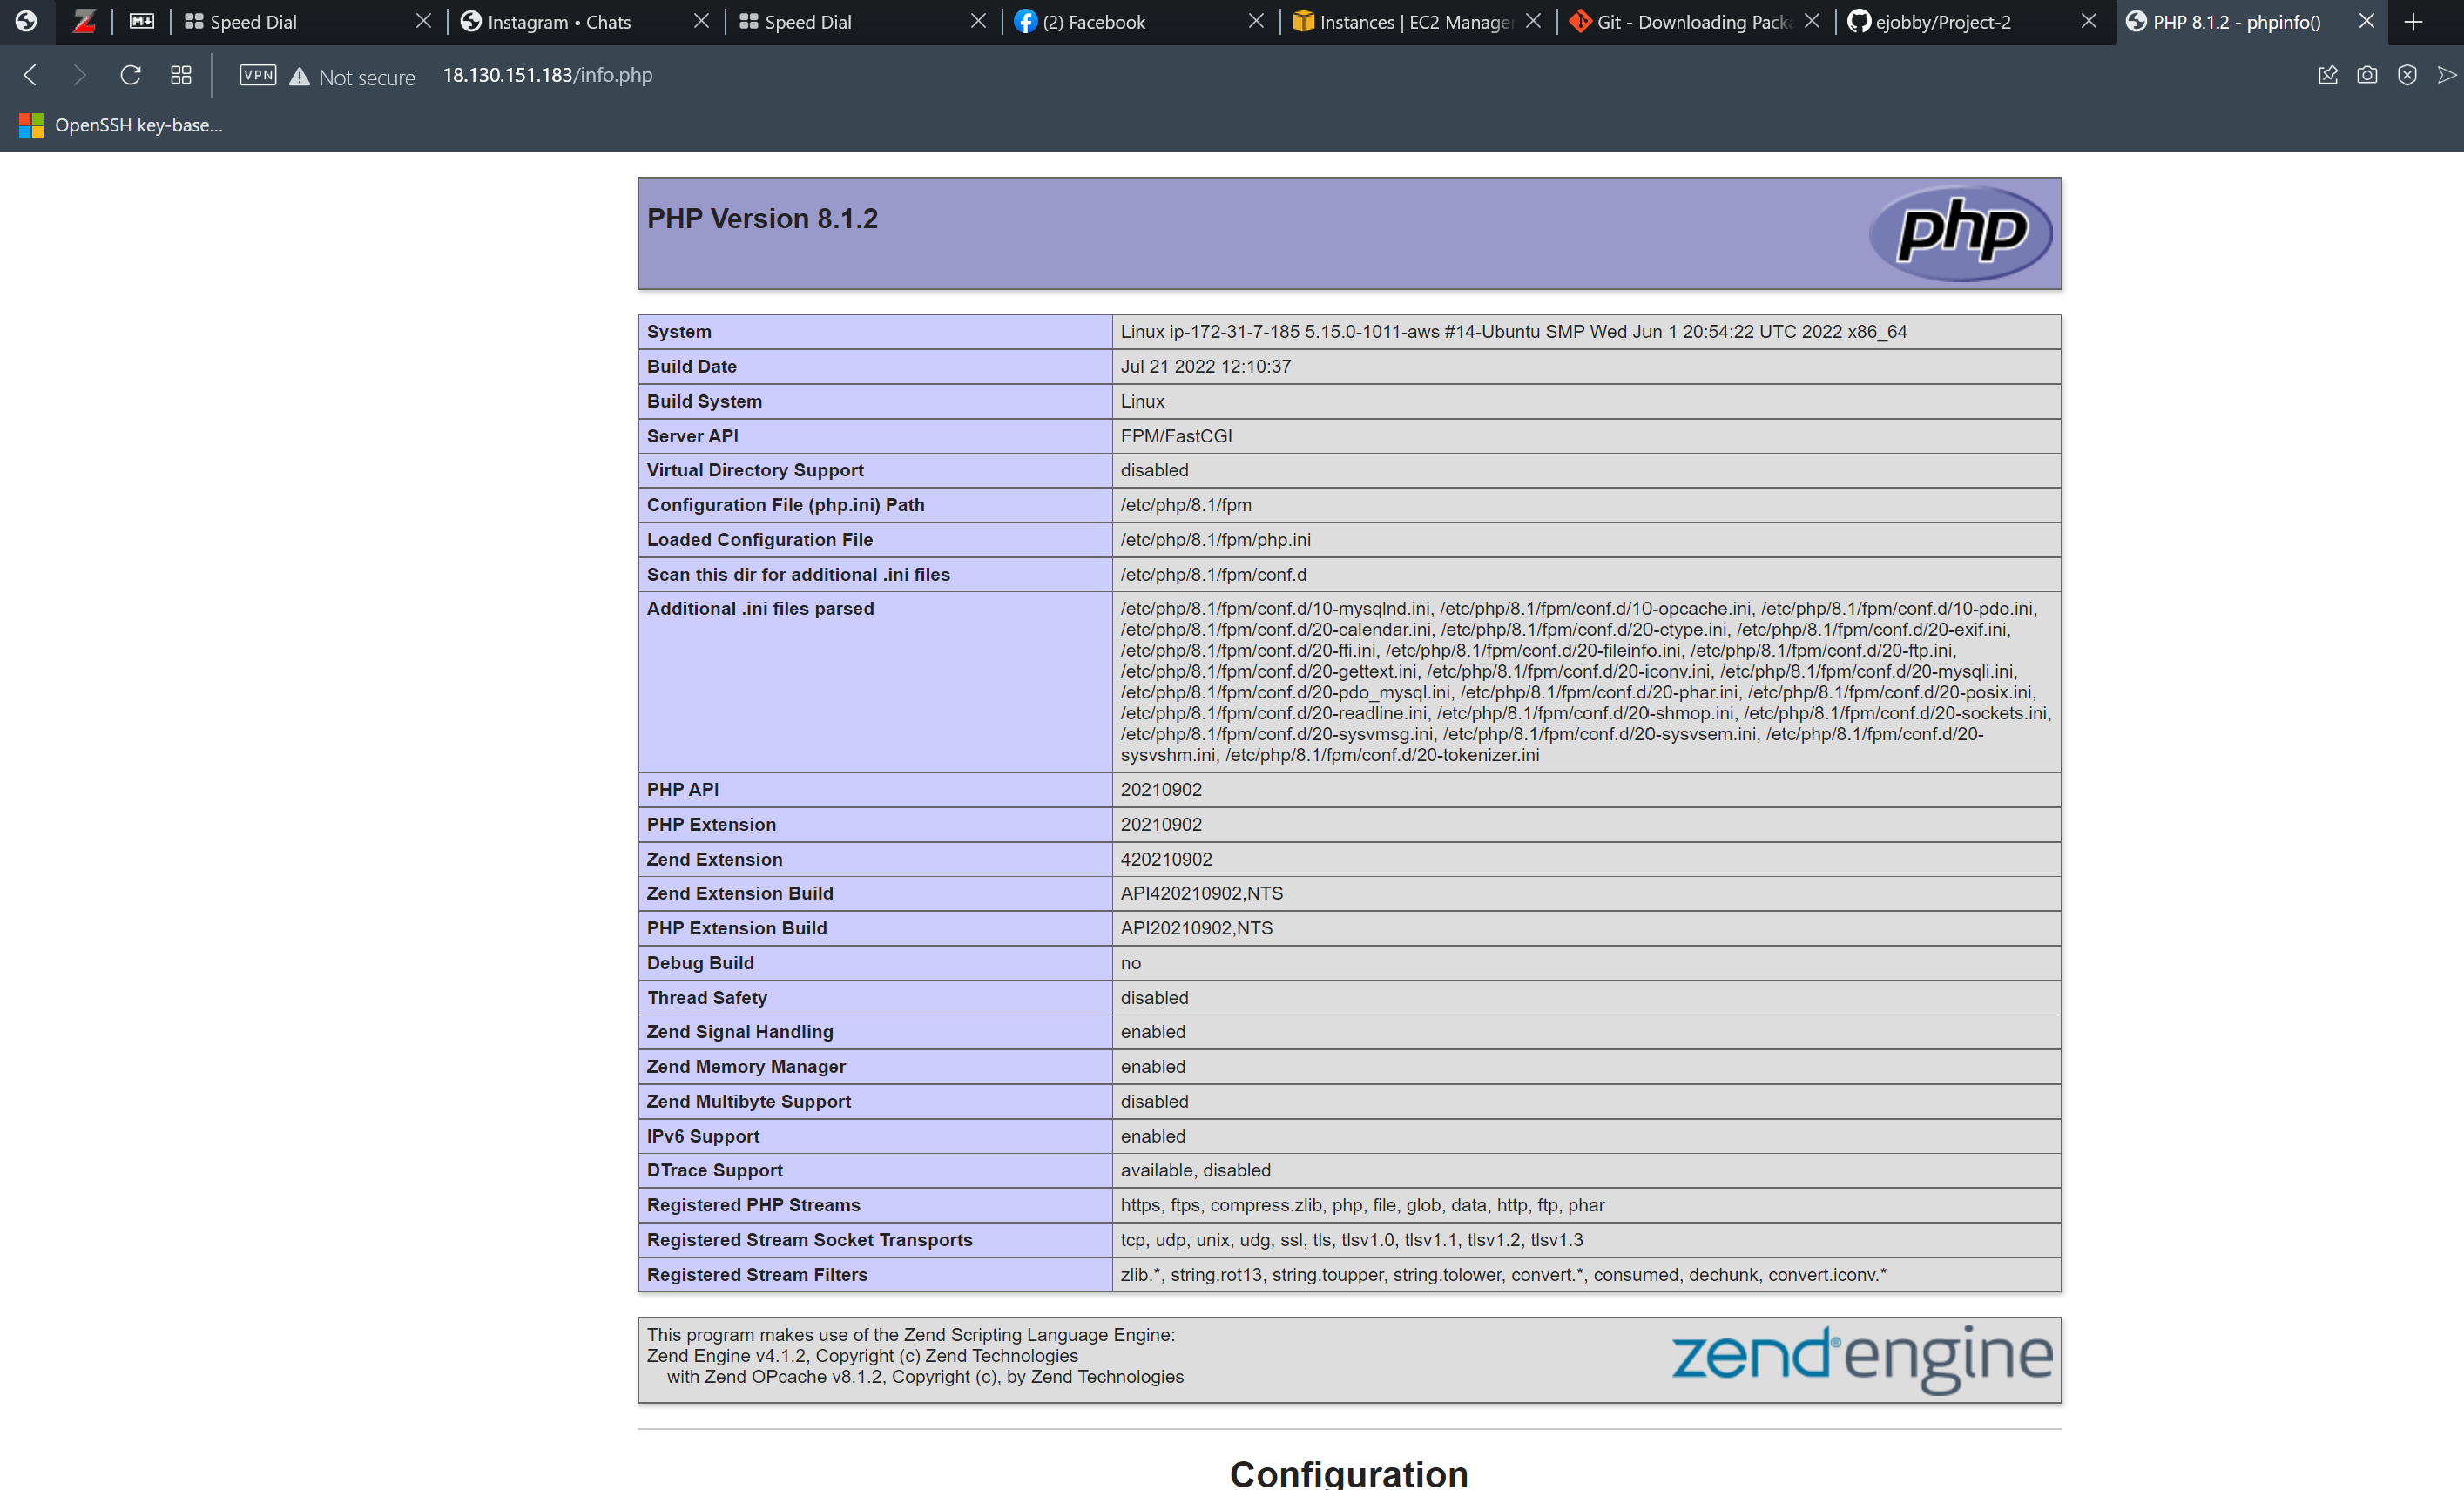 Speed Dial
Instagram • Chats
Speed Dial
(2) Facebook
Instances | EC2 Manager
Git - Downloading Packa
ejobby/Project-2
PHP 8.1.2 - phpinfo()
VPN
Not secure
18.130.151.183/info.php
OpenSSH key-base...
PHP Version 8.1.2
php
System
Linux ip-172-31-7-185 5.15.0-1011-aws #14-Ubuntu SMP Wed Jun 1 20:54:22 UTC 2022 x86_64
Build Date
Jul 21 2022 12:10:37
Build System
Linux
Server API
FPM/FastCGI
Virtual Directory Support
disabled
Configuration File (php.ini) Path
/etc/php/8.1/fpm
Loaded Configuration File
/etc/php/8.1/fpm/php.ini
Scan this dir for additional .ini files
/etc/php/8.1/fpm/conf.d
Additional .ini files parsed
/etc/php/8.1/fpm/conf.d/10-mysqlnd.ini, /etc/php/8.1/fpm/conf.d/10-opcache.ini, /etc/php/8.1/fpm/conf.d/10-pdo.ini,
/etc/php/8.1/fpm/conf.d/20-calendar.ini, /etc/php/8.1/fpm/conf.d/20-ctype.ini, /etc/php/8.1/fpm/conf.d/20-exif.ini,
/etc/php/8.1/fpm/conf.d/20-ffi.ini, /etc/php/8.1/fpm/conf.d/20-fileinfo.ini, /etc/php/8.1/fpm/conf.d/20-ftp.ini,
/etc/php/8.1/fpm/conf.d/20-gettext.ini, /etc/php/8.1/fpm/conf.d/20-iconv.ini, /etc/php/8.1/fpm/conf.d/20-mysqli.ini,
/etc/php/8.1/fpm/conf.d/20-pdo_mysql.ini, /etc/php/8.1/fpm/conf.d/20-phar.ini, /etc/php/8.1/fpm/conf.d/20-posix.ini,
/etc/php/8.1/fpm/conf.d/20-readline.ini, /etc/php/8.1/fpm/conf.d/20-shmop.ini, /etc/php/8.1/fpm/conf.d/20-sockets.ini,
/etc/php/8.1/fpm/conf.d/20-sysvmsg.ini, /etc/php/8.1/fpm/conf.d/20-sysvsem.ini, /etc/php/8.1/fpm/conf.d/20-
sysvshm.ini, /etc/php/8.1/fpm/conf.d/20-tokenizer.ini
PHP API
20210902
PHP Extension
20210902
Zend Extension
420210902
Zend Extension Build
API420210902,NTS
PHP Extension Build
API20210902,NTS
Debug Build
no
Thread Safety
disabled
Zend Signal Handling
enabled
Zend Memory Manager
enabled
Zend Multibyte Support
disabled
IPv6 Support
enabled
DTrace Support
available, disabled
Registered PHP Streams
https, ftps, compress.zlib, php, file, glob, data, http, ftp, phar
Registered Stream Socket Transports
tcp, udp, unix, udg, ssl, tls, tlsv1.0, tlsv1.1, tlsv1.2, tlsv1.3
Registered Stream Filters
zlib.*, string.rot13, string.toupper, string.tolower, convert.*, consumed, dechunk, convert.iconv.*
This program makes use of the Zend Scripting Language Engine:
Zend Engine v4.1.2, Copyright (c) Zend Technologies
with Zend OPcache v8.1.2, Copyright (c), by Zend Technologies
zend® engine
Configuration